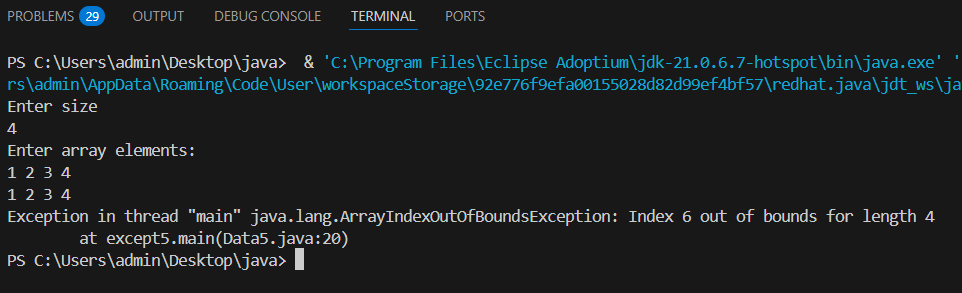 PROBLEMS 29 OUTPUT DEBUG CONSOLE TERMINAL PORTS
PS C:\Users\admin\Desktop\java>  & 'C:\Program Files\Eclipse Adoptium\jdk-21.0.6.7-hotspot\bin\java.exe' '
rs\admin\AppData\Roaming\Code\User\workspaceStorage\92e776f9efa00155028d82d99ef4bf57\redhat.java\jdt_ws\ja
Enter size
4
Enter array elements:
1 2 3 4
1 2 3 4
Exception in thread "main" java.lang.ArrayIndexOutOfBoundsException: Index 6 out of bounds for length 4
        at except5.main(Data5.java:20)
PS C:\Users\admin\Desktop\java>